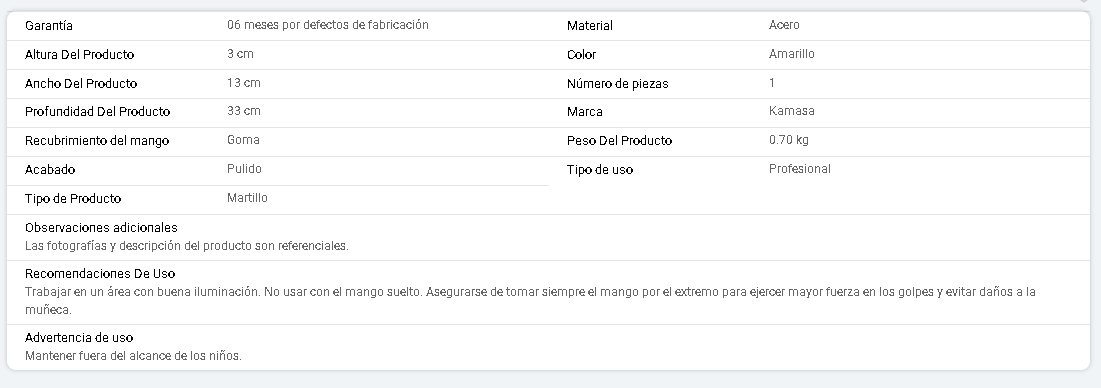 Garantía 06 meses por defectos de fabricación Material Acero
Altura Del Producto 3 cm Color Amarillo
Ancho Del Producto 13 cm Número de piezas 1
Profundidad Del Producto 33 cm Marca Kamasa
Recubrimiento del mango Goma Peso Del Producto 0.70 kg
Acabado Pulido Tipo de uso Profesional
Tipo de Producto Martillo
Observaciones adicionales
Las fotografías y descripción del producto son referenciales.
Recomendaciones De Uso
Trabajar en un área con buena iluminación. No usar con el mango suelto. Asegurarse de tomar siempre el mango por el extremo para ejercer mayor fuerza en los golpes y evitar daños a la
muñeca.
Advertencia de uso
Mantener fuera del alcance de los niños.